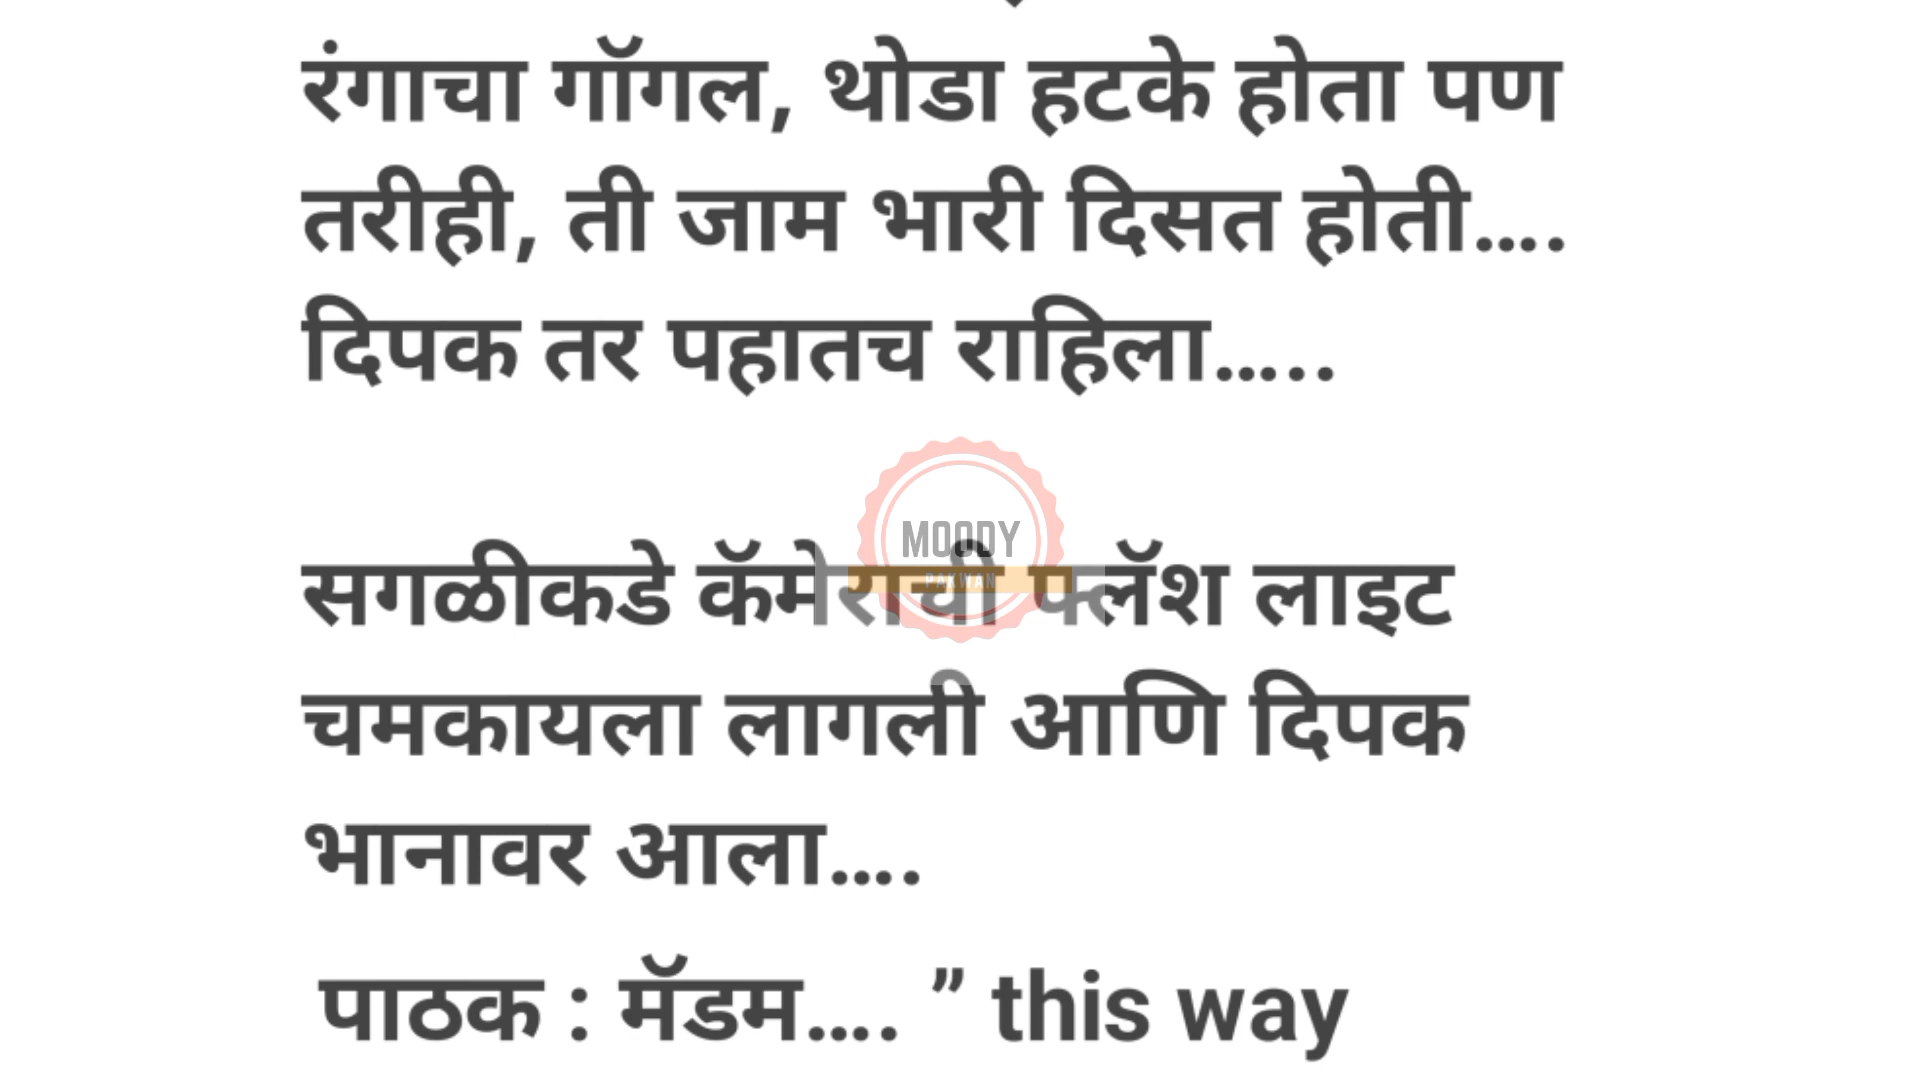 रंगाचा गॉगल, थोडा हटके होता पण
तरीही, ती जाम भारी दिसत होती....
दिपक तर पहातच राहिला.....
MOODY
PAKWAN
सगळीकडे कॅमेराची फ्लॅश लाइट
चमकायला लागली आणि दिपक
भानावर आला....
पाठक : मॅडम.... ” this way